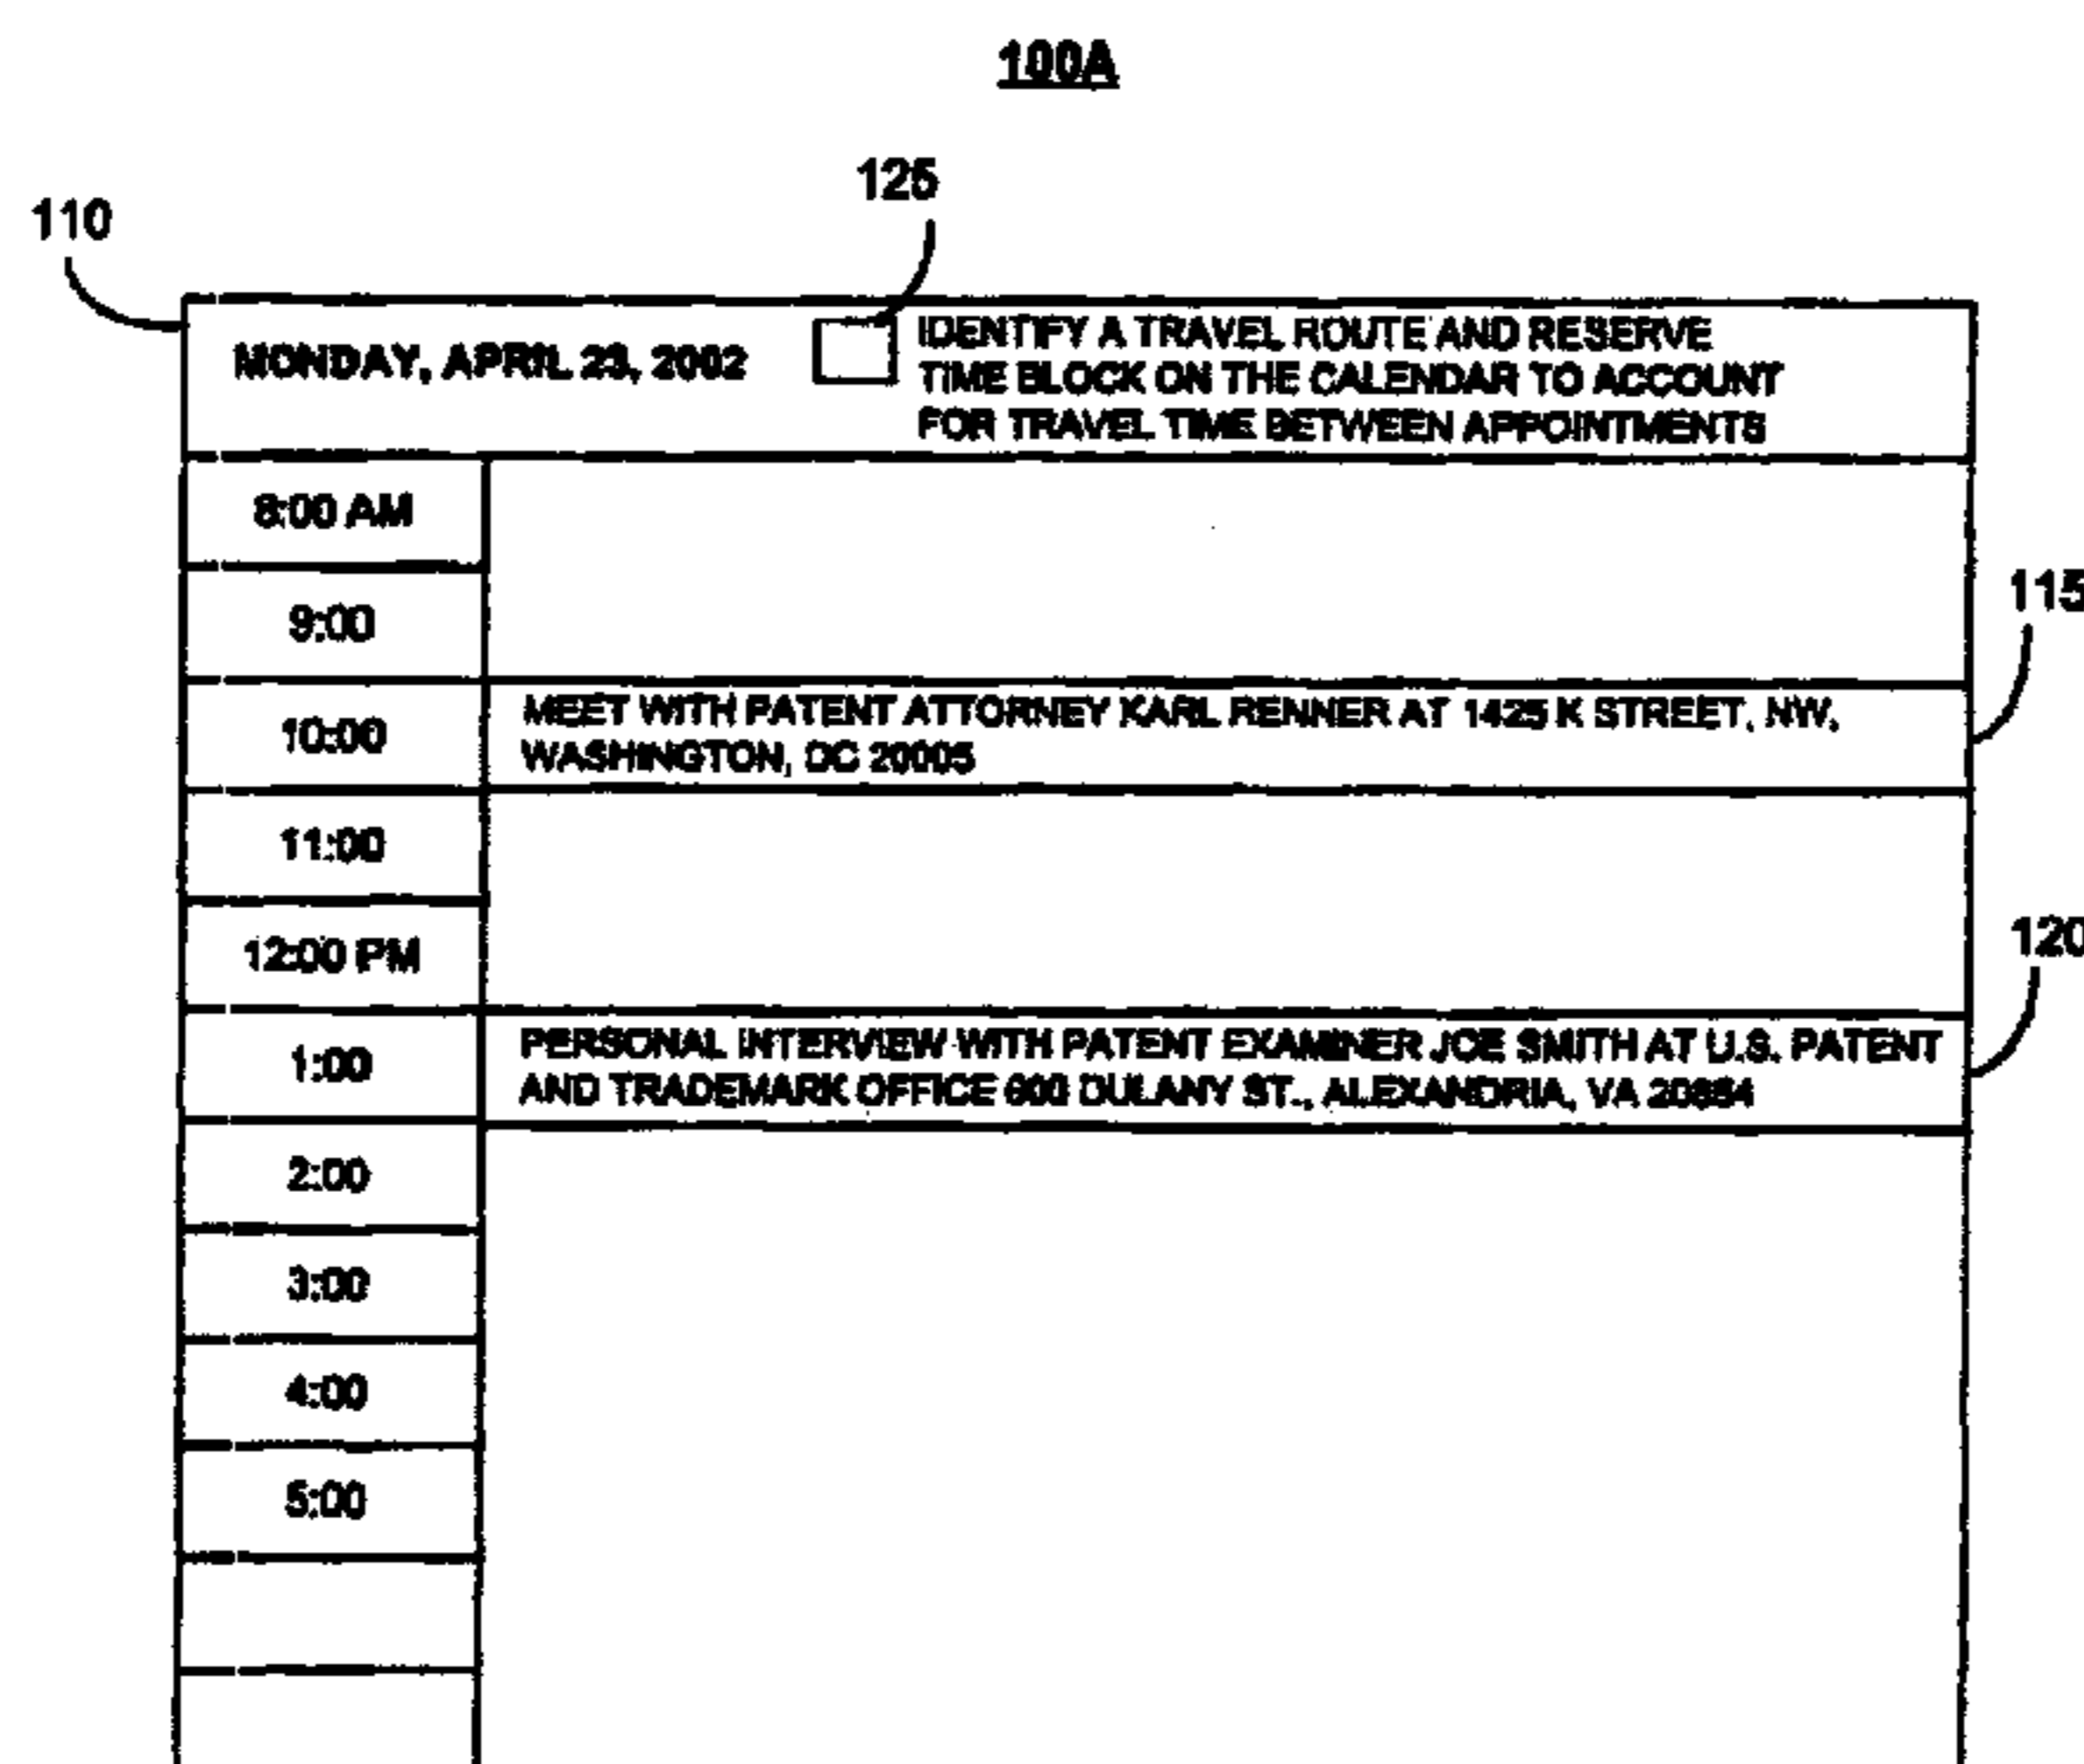 100A
125
110
MONDAY, APRIL 23, 2002
IDENTIFY A TRAVEL ROUTE AND RESERVE
TIME BLOCK ON THE CALENDAR TO ACCOUNT
FOR TRAVEL TIME BETWEEN APPOINTMENTS
8:00 AM
9:00
115
10:00
MEET WITH PATENT ATTORNEY KARL RENNER AT 1425 K STREET, NW,
WASHINGTON, DC 20005
11:00
120
12:00 PM
1:00
PERSONAL INTERVIEW WITH PATENT EXAMINER JOE SMITH AT U.S. PATENT
AND TRADEMARK OFFICE 600 DULANY ST., ALEXANDRIA, VA
2:00
3:00
4:00
5:00